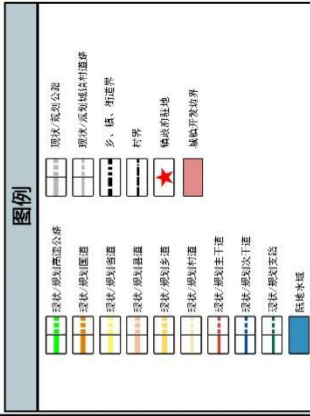 图例
现状/规划高速公路
现状/规划国道
现状/规划省道
现状/规划县道
现状/规划乡道
现状/规划村道
现状/规划主干道
现状/规划次干道
现状/规划支路
陆地水域
现状/规划公路
现状/规划城镇村道路
乡、镇、街道界
村界
镇政府驻地
城镇开发边界